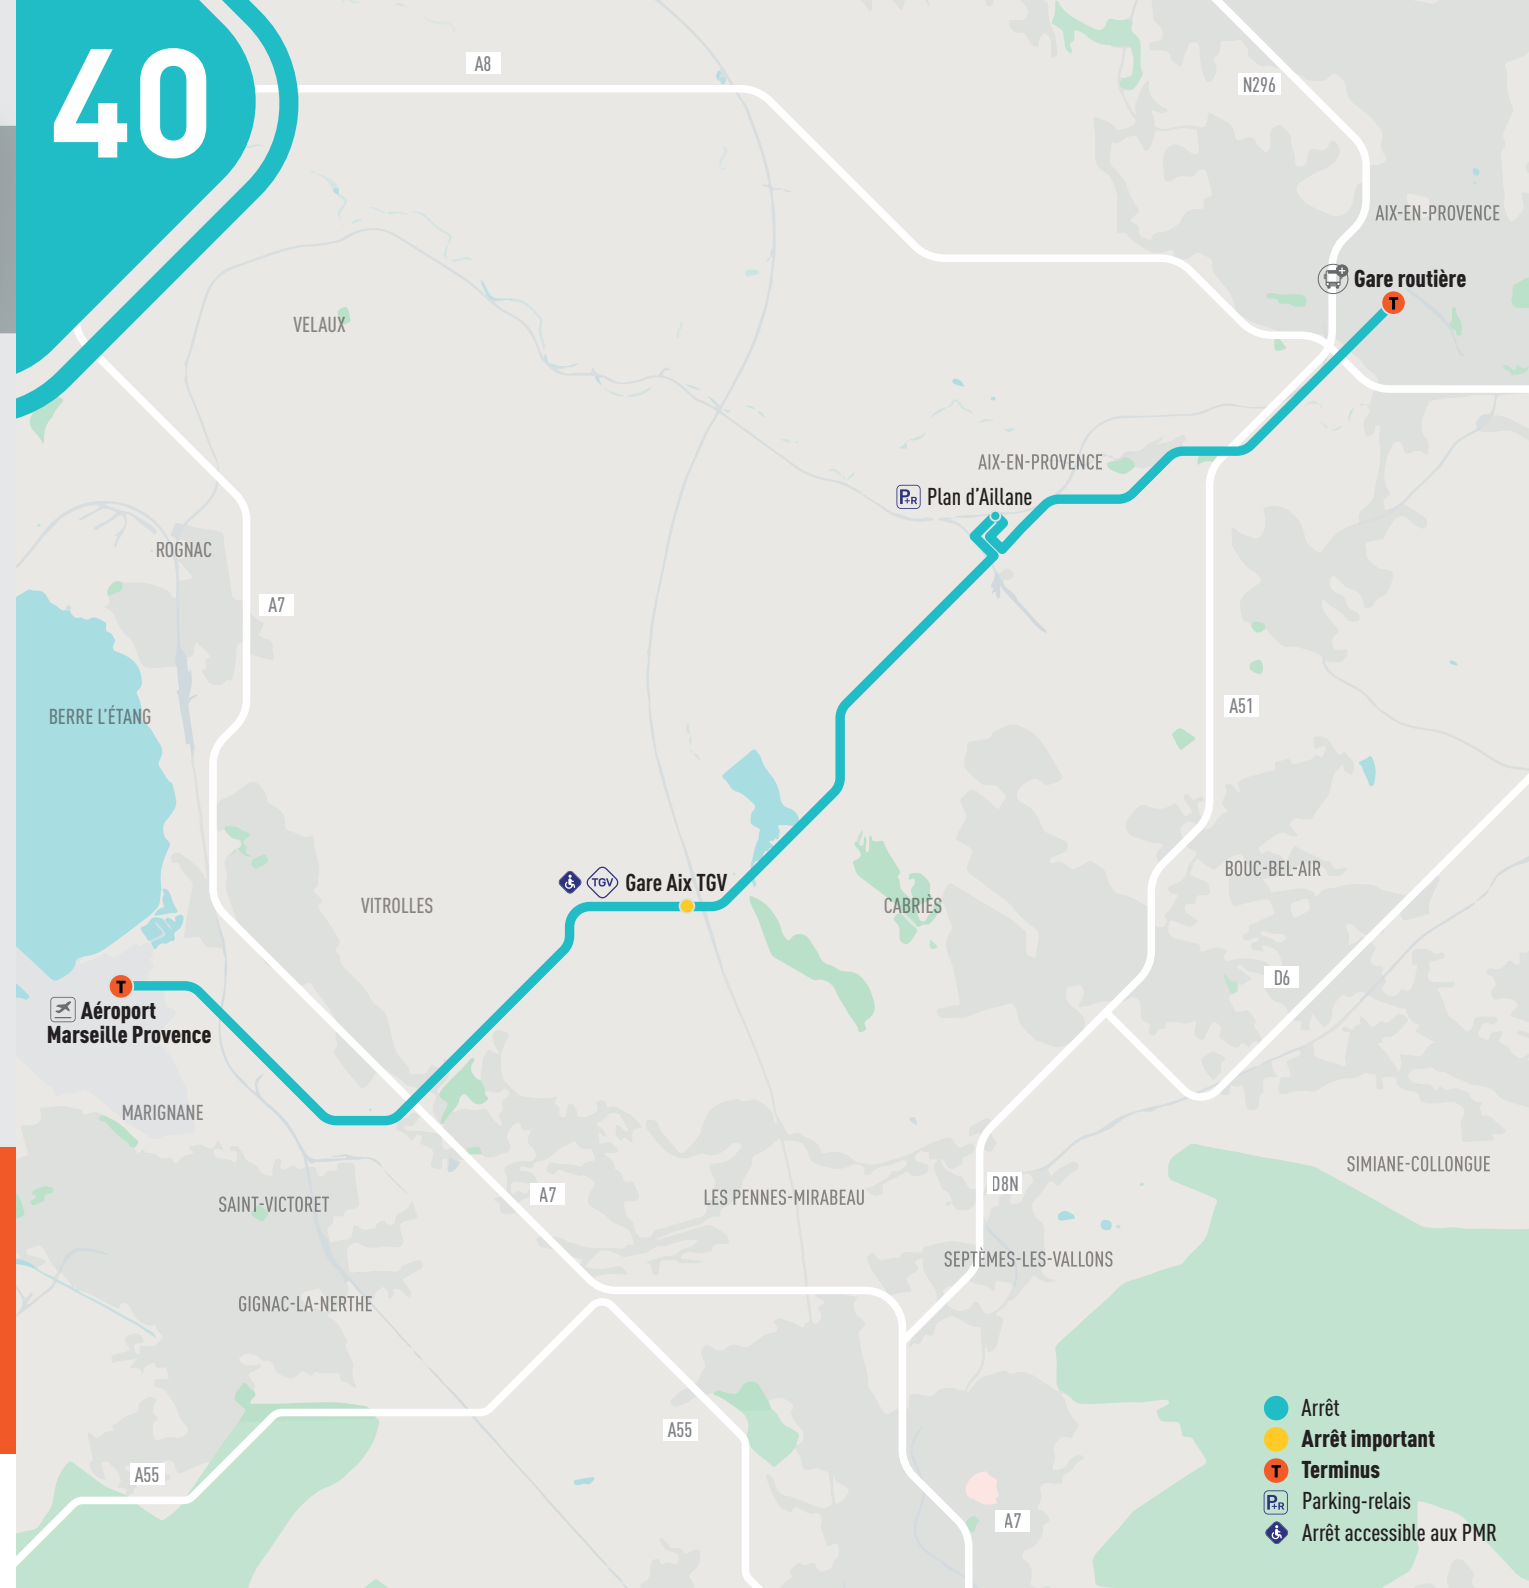 40
A8
N296
AIX-EN-PROVENCE
Gare routière
T
VELAUX
AIX-EN-PROVENCE
P+R Plan d'Aillane
ROGNAC
A7
BERRE L'ÉTANG
A51
BOUC-BEL-AIR
TGV Gare Aix TGV
VITROLLES
CABRIÈS
D6
T
Aéroport
Marseille Provence
MARIGNANE
SIMIANE-COLLONGUE
D8N
A7
LES PENNES-MIRABEAU
SAINT-VICTORET
SEPTÈMES-LES-VALLONS
GIGNAC-LA-NERTHE
A55
A55
A7
Arrêt
Arrêt important
T Terminus
P+R Parking-relais
Arrêt accessible aux PMR